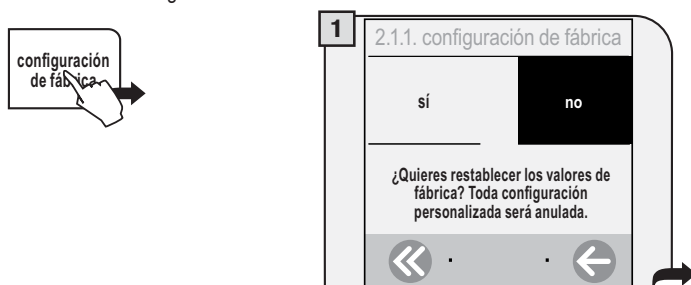 configuración
de fábrica
1
2.1.1. configuración de fábrica
sí
no
¿Quieres restablecer los valores de
fábrica? Toda configuración
personalizada será anulada.